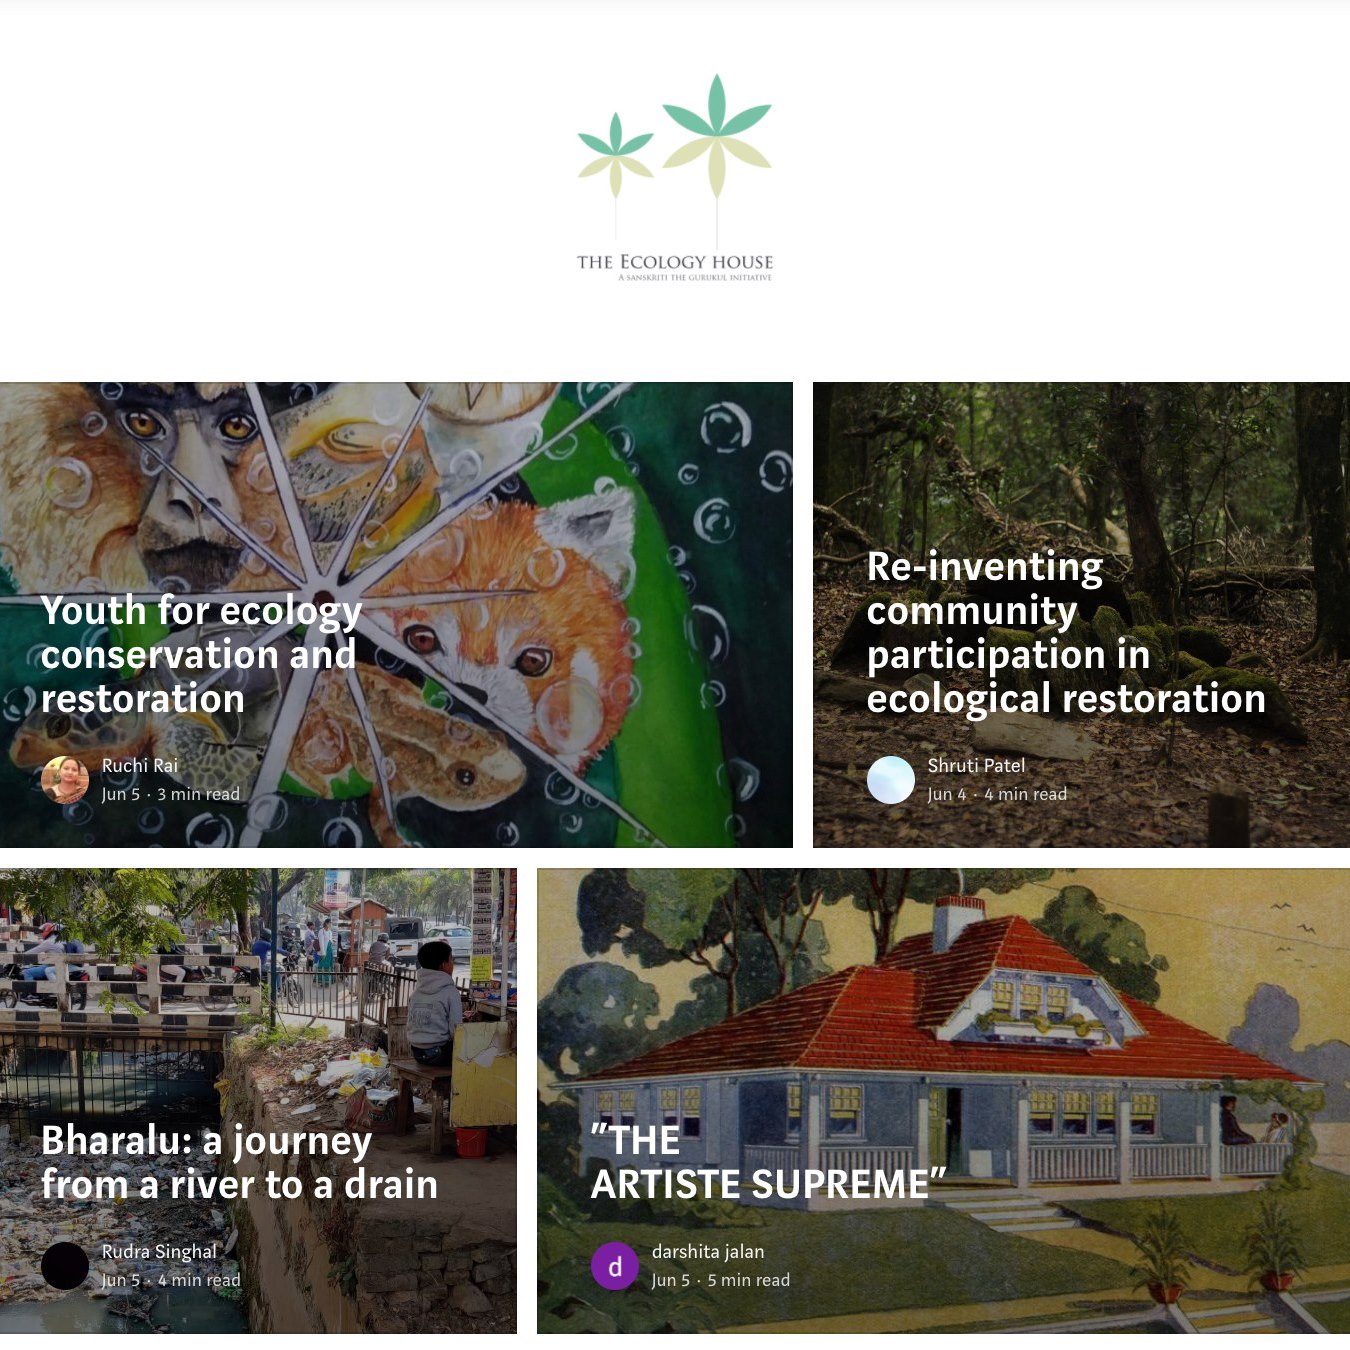 THE ECOLOGY HOUSE
A SANSKRITI THE GURUKUL INITIATIVE
Youth for ecology
conservation and
restoration
Ruchi Rai
Jun 5 · 3 min read
Re-inventing
community
participation in
ecological restoration
Shruti Patel
Jun 4 · 4 min read
Bharalu: a journey
from a river to a drain
Rudra Singhal
Jun 5 · 4 min read
"THE
ARTISTE SUPREME"
d
darshita jalan
Jun 5 · 5 min read